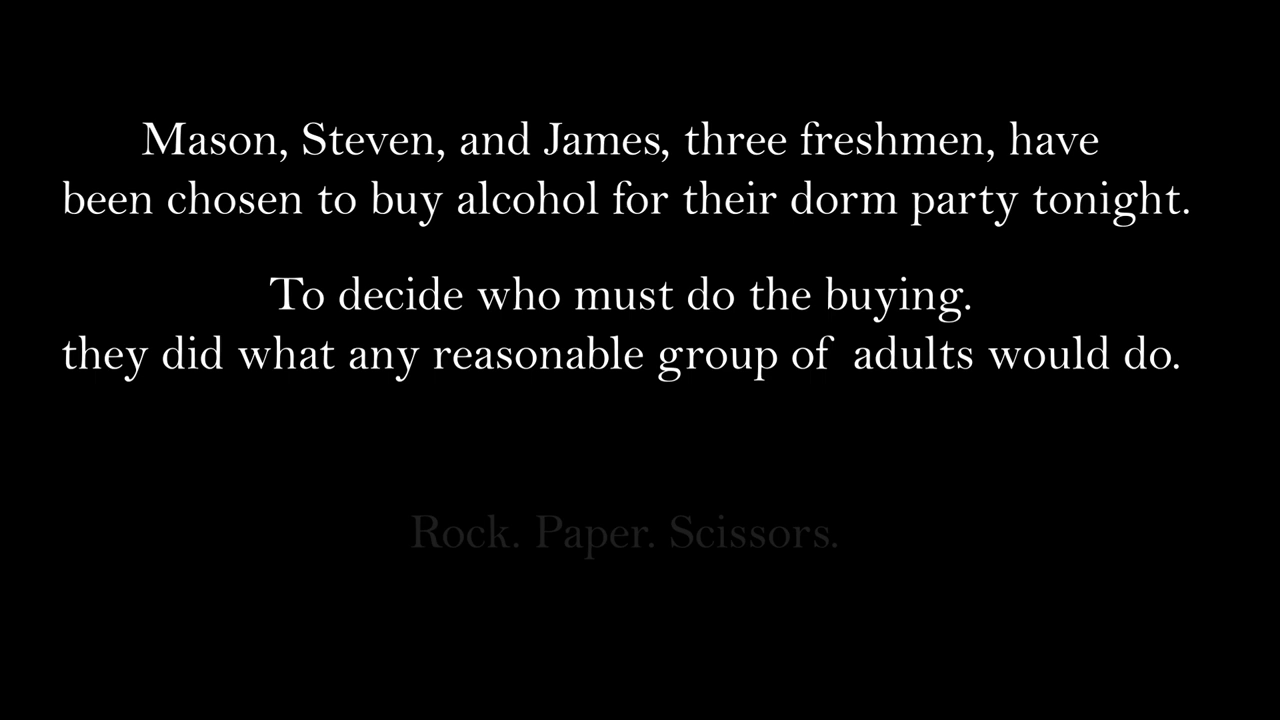 Mason, Steven, and James, three freshmen, have
been chosen to buy alcohol for their dorm party tonight.
To decide who must do the buying.
they did what any reasonable group of adults would do.
Rock. Paper. Scissors.